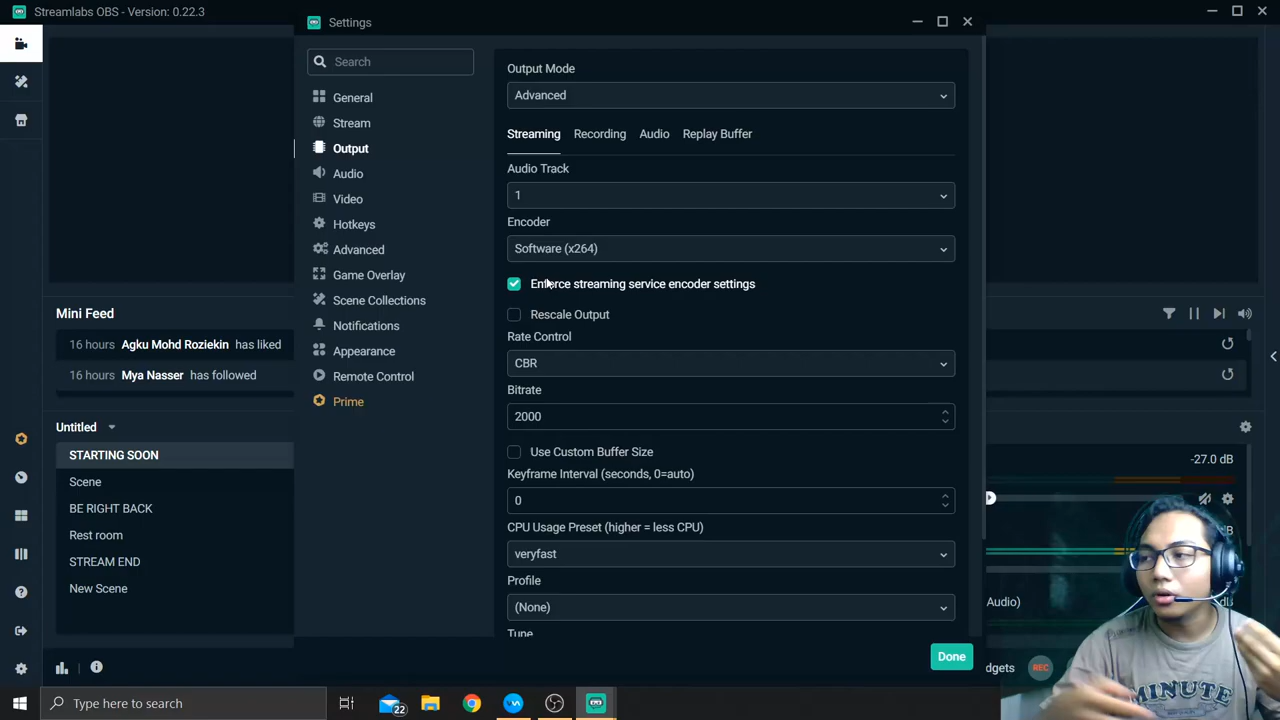 Streamlabs OBS - Version: 0.22.3
Settings
Search
General
Stream
Output
Audio
Video
Hotkeys
Advanced
Game Overlay
Scene Collections
Notifications
Appearance
Remote Control
Prime
Output Mode
Advanced
Streaming Recording Audio Replay Buffer
Audio Track
1
Encoder
Software (x264)
Enforce streaming service encoder settings
Rescale Output
Rate Control
CBR
Bitrate
2000
Use Custom Buffer Size
Keyframe Interval (seconds, 0=auto)
0
CPU Usage Preset (higher = less CPU)
veryfast
Profile
(None)
Tune
Done
Mini Feed
16 hours Agku Mohd Roziekin has liked
16 hours Mya Nasser has followed
Untitled
STARTING SOON
Scene
BE RIGHT BACK
Rest room
STREAM END
New Scene
-27.0 dB
Audio)
REC
MINUTE
Type here to search
22